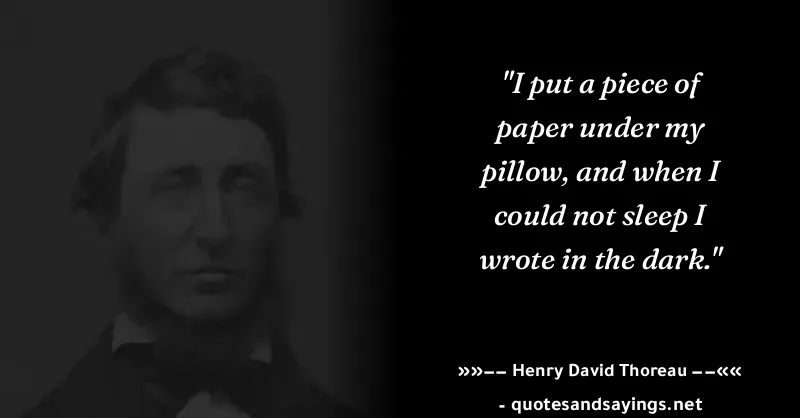 "I put a piece of
paper under my
pillow, and when I
could not sleep I
wrote in the dark."
»»–– Henry David Thoreau ––««
- quotesandsayings.net